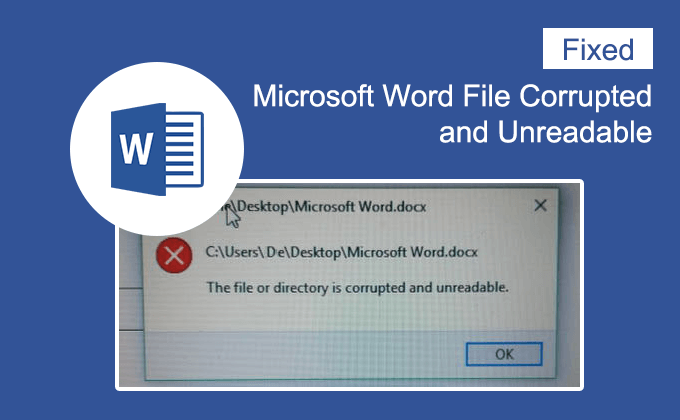 Fixed
Microsoft Word File Corrupted
and Unreadable
W
\Desktop\Microsoft Word.docx
C:\Users\De\Desktop\Microsoft Word.docx
The file or directory is corrupted and unreadable.
OK